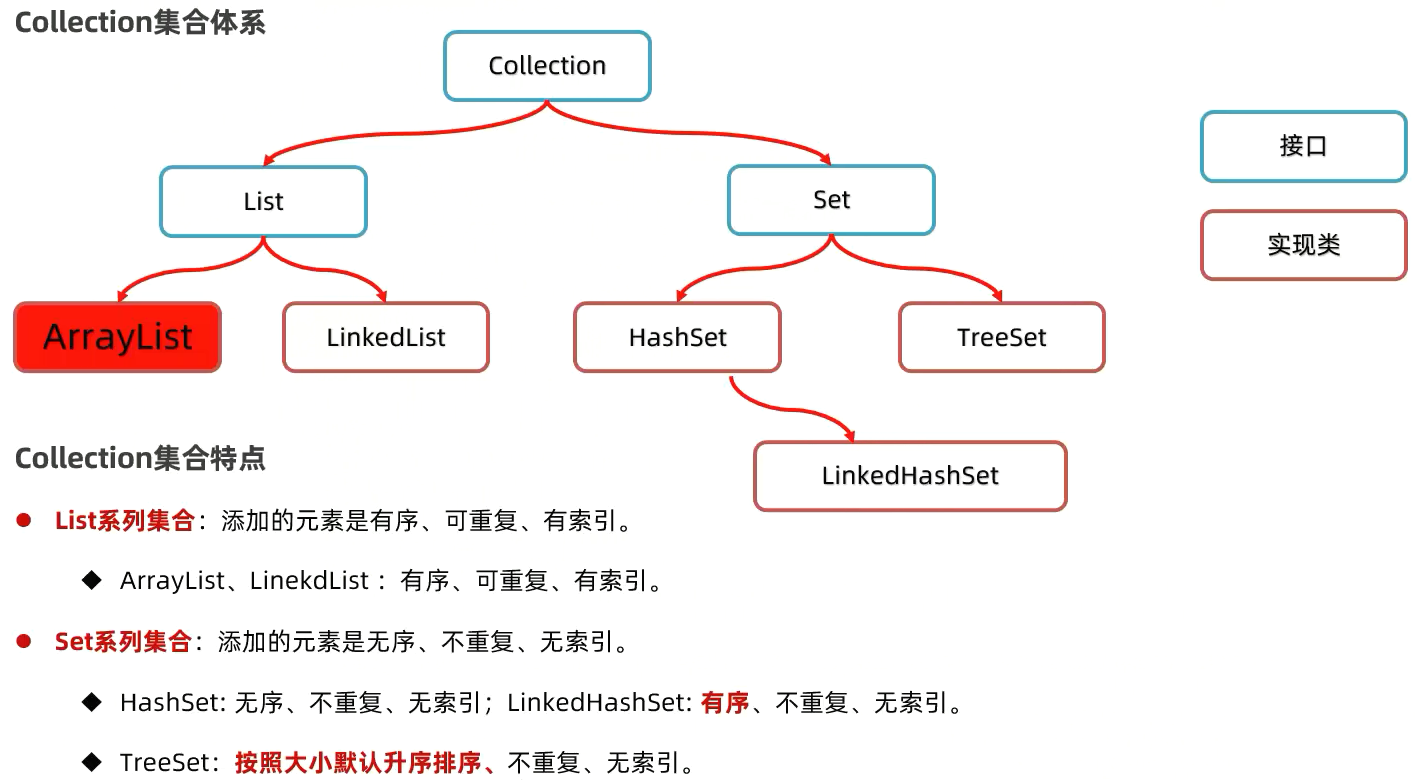 Collection集合体系
Collection
接口
List
Set
实现类
ArrayList
LinkedList
HashSet
TreeSet
LinkedHashSet
Collection集合特点
List系列集合：添加的元素是有序、可重复、有索引。
ArrayList、LinekdList ：有序、可重复、有索引。
Set系列集合：添加的元素是无序、不重复、无索引。
HashSet: 无序、不重复、无索引；LinkedHashSet: 有序、不重复、无索引。
TreeSet：按照大小默认升序排序、不重复、无索引。